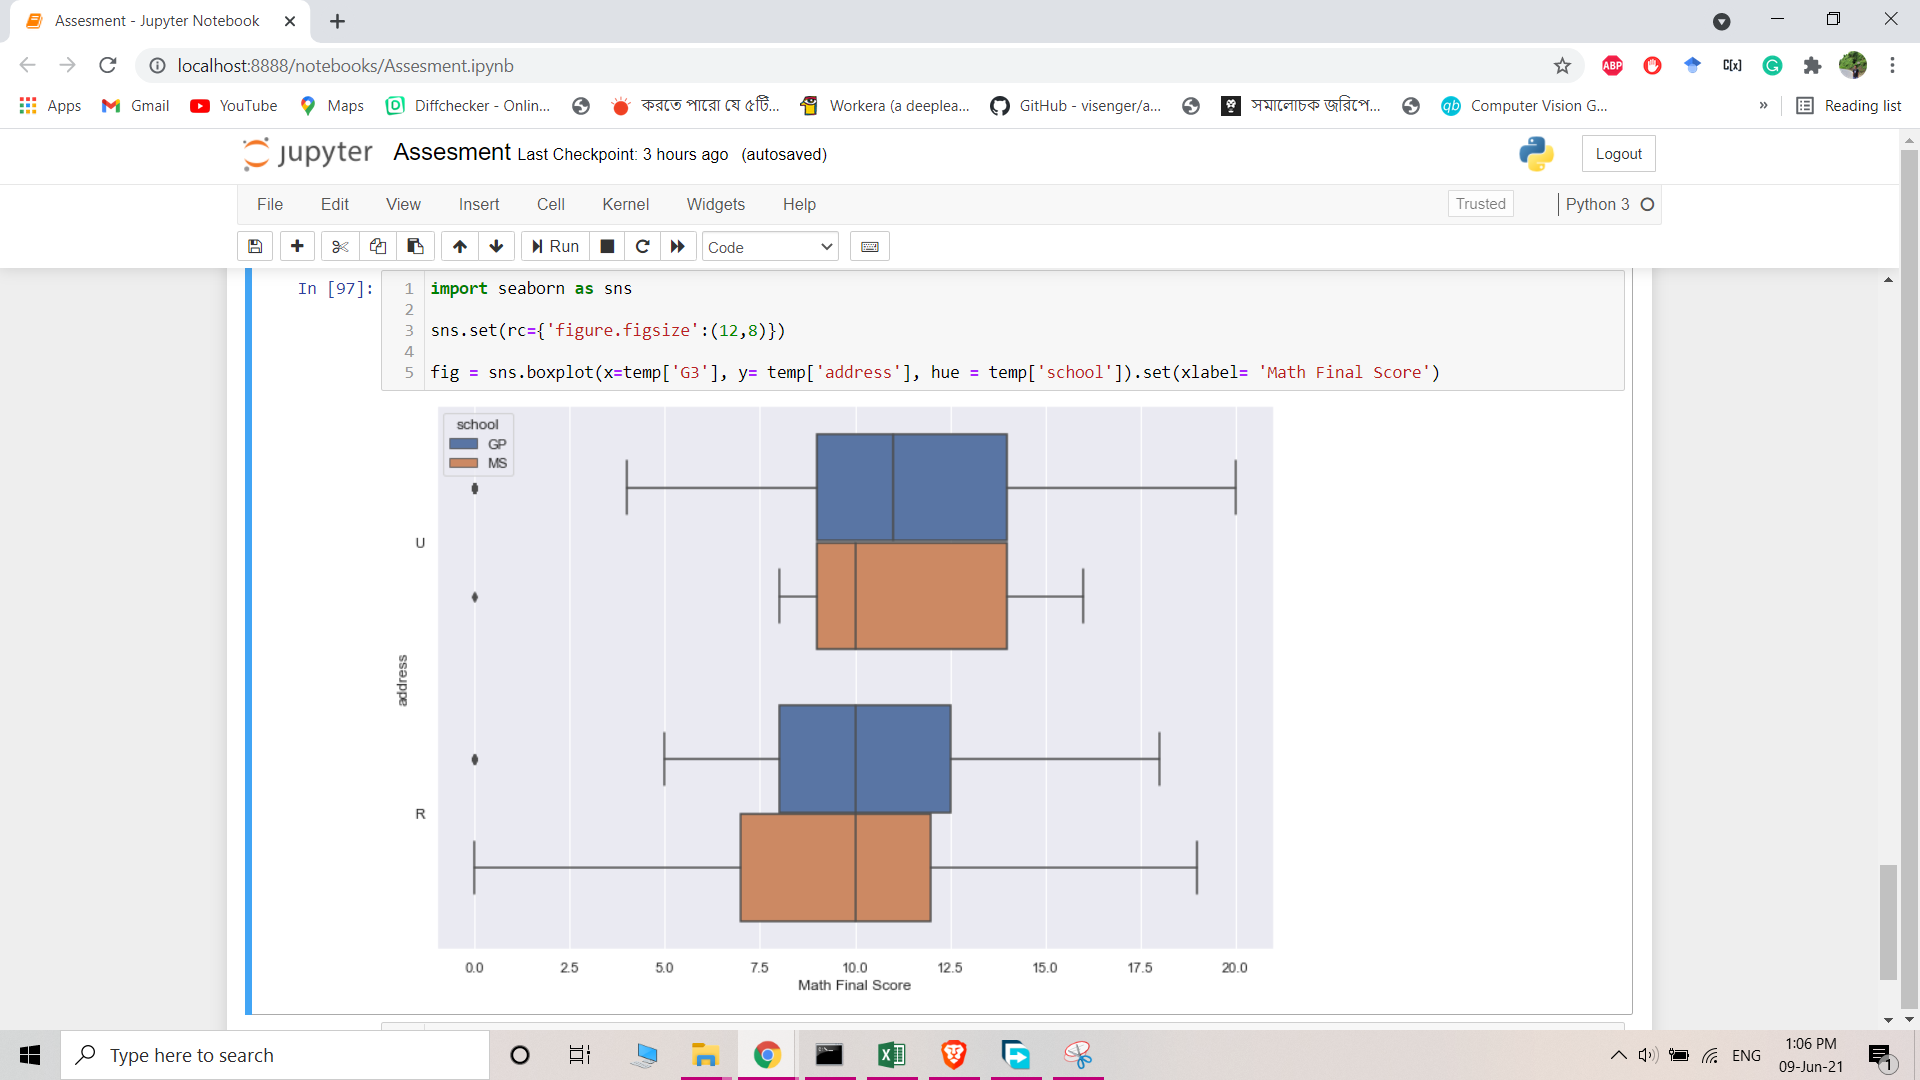 Assesment - Jupyter Notebook
localhost:8888/notebooks/Assesment.ipynb
ABP C[x]
Apps Gmail YouTube Maps Diffchecker - Onlin... করতে পারো যে ৫টি... Workera (a deeplea... GitHub - visenger/a... সমালোচক জরিপে... qb Computer Vision G... » Reading list
jupyter Assesment Last Checkpoint: 3 hours ago (autosaved) Logout
File Edit View Insert Cell Kernel Widgets Help Trusted Python 3
Run Code
In [97]: 1 import seaborn as sns
2
3 sns.set(rc={'figure.figsize':(12,8)})
4
5 fig = sns.boxplot(x=temp['G3'], y= temp['address'], hue = temp['school']).set(xlabel= 'Math Final Score')
school
GP
MS
U
address
R
0.0 2.5 5.0 7.5 10.0 12.5 15.0 17.5 20.0
Math Final Score
Type here to search
ENG
1:06 PM
09-Jun-21
1